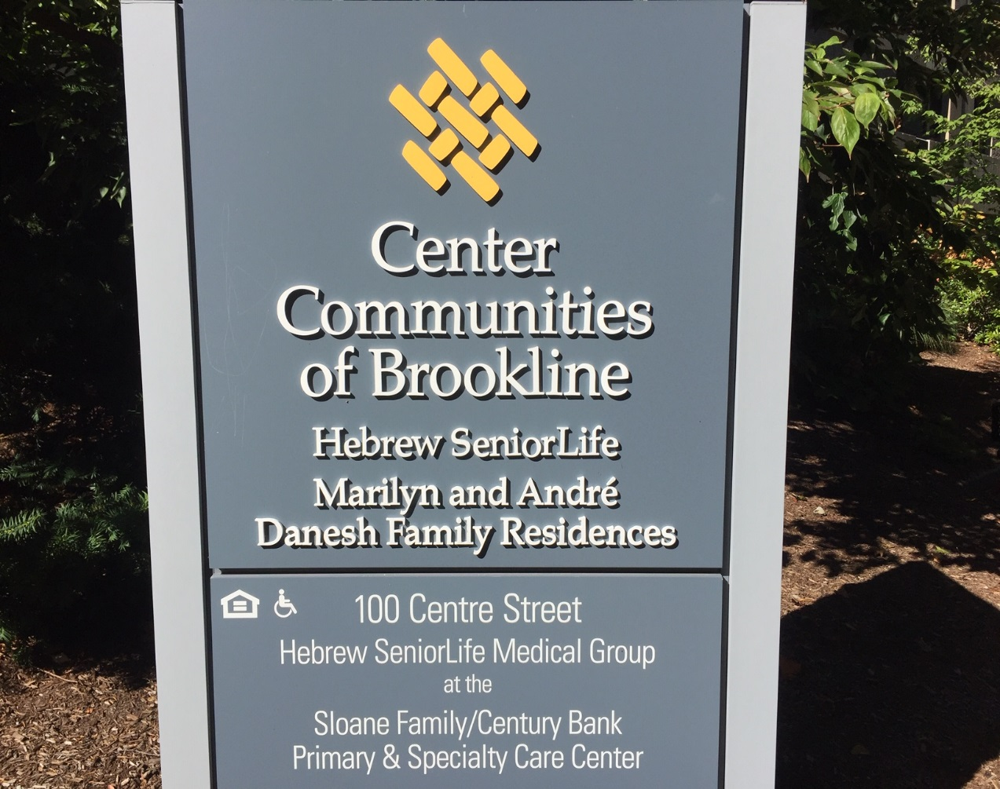 Center
Communities
of Brookline
Hebrew SeniorLife
Marilyn and André
Danesh Family Residences
100 Centre Street
Hebrew SeniorLife Medical Group
at the
Sloane Family/Century Bank
Primary & Specialty Care Center